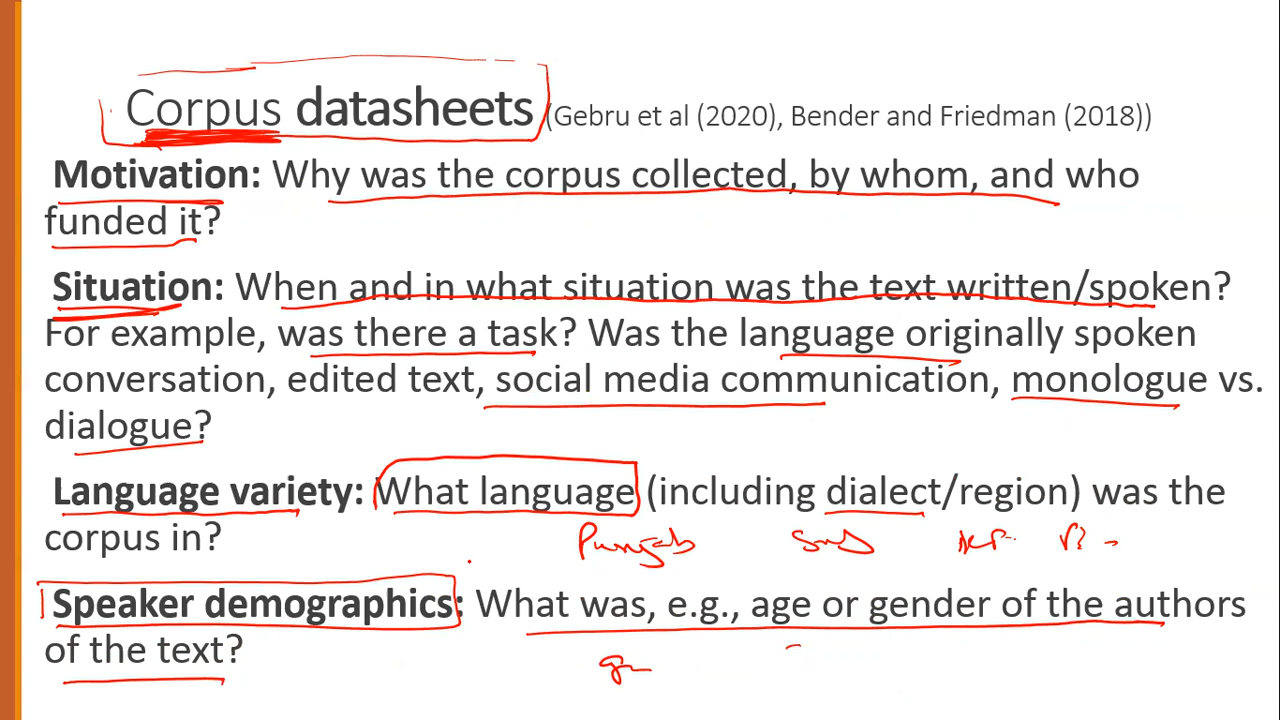 Corpus datasheets (Gebru et al (2020), Bender and Friedman (2018))
Motivation: Why was the corpus collected, by whom, and who
funded it?
Situation: When and in what situation was the text written/spoken?
For example, was there a task? Was the language originally spoken
conversation, edited text, social media communication, monologue vs.
dialogue?
Language variety: What language (including dialect/region) was the
corpus in?
Punjab
Speaker demographics: What was, e.g., age or gender of the authors
of the text?